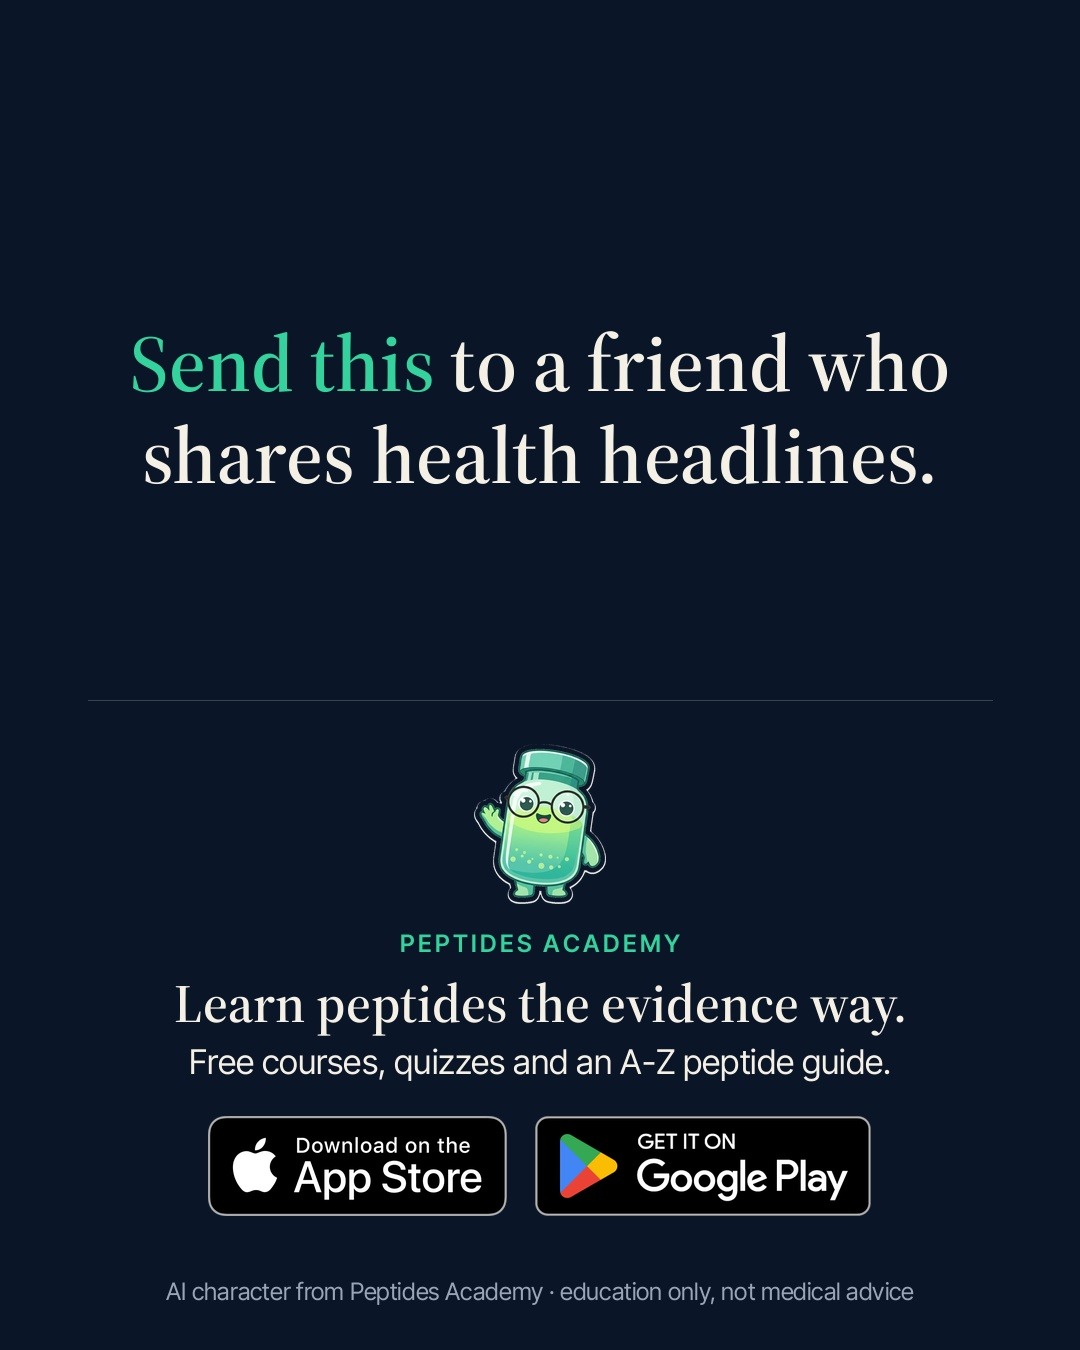 Send this to a friend who
shares health headlines.
PEPTIDES ACADEMY
Learn peptides the evidence way.
Free courses, quizzes and an A-Z peptide guide.
Download on the
App Store
GET IT ON
Google Play
AI character from Peptides Academy · education only, not medical advice